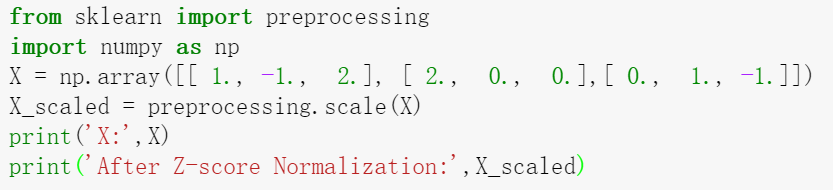 from sklearn import preprocessing
import numpy as np
X = np.array([[ 1., -1.,  2.], [ 2.,  0.,  0.],[ 0.,  1., -1.]])
X_scaled = preprocessing.scale(X)
print('X:',X)
print('After Z-score Normalization:',X_scaled)